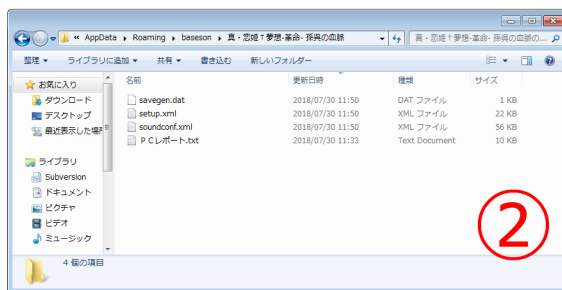 « AppData ▸ Roaming ▸ baseson ▸ 真・恋姫†夢想-革命- 孫呉の血脈
真・恋姫†夢想-革命- 孫呉の血脈の...
整理 ライブラリに追加 共有 書き込む 新しいフォルダー
お気に入り
ダウンロード
デスクトップ
最近表示した場所
ライブラリ
Subversion
ドキュメント
ピクチャ
ビデオ
ミュージック
名前 更新日時 種類 サイズ
savegen.dat 2018/07/30 11:50 DAT ファイル 1 KB
setup.xml 2018/07/30 11:50 XML ファイル 22 KB
soundconf.xml 2018/07/30 11:50 XML ファイル 56 KB
ＰＣレポート.txt 2018/07/30 11:33 Text Document 10 KB
②
4 個の項目